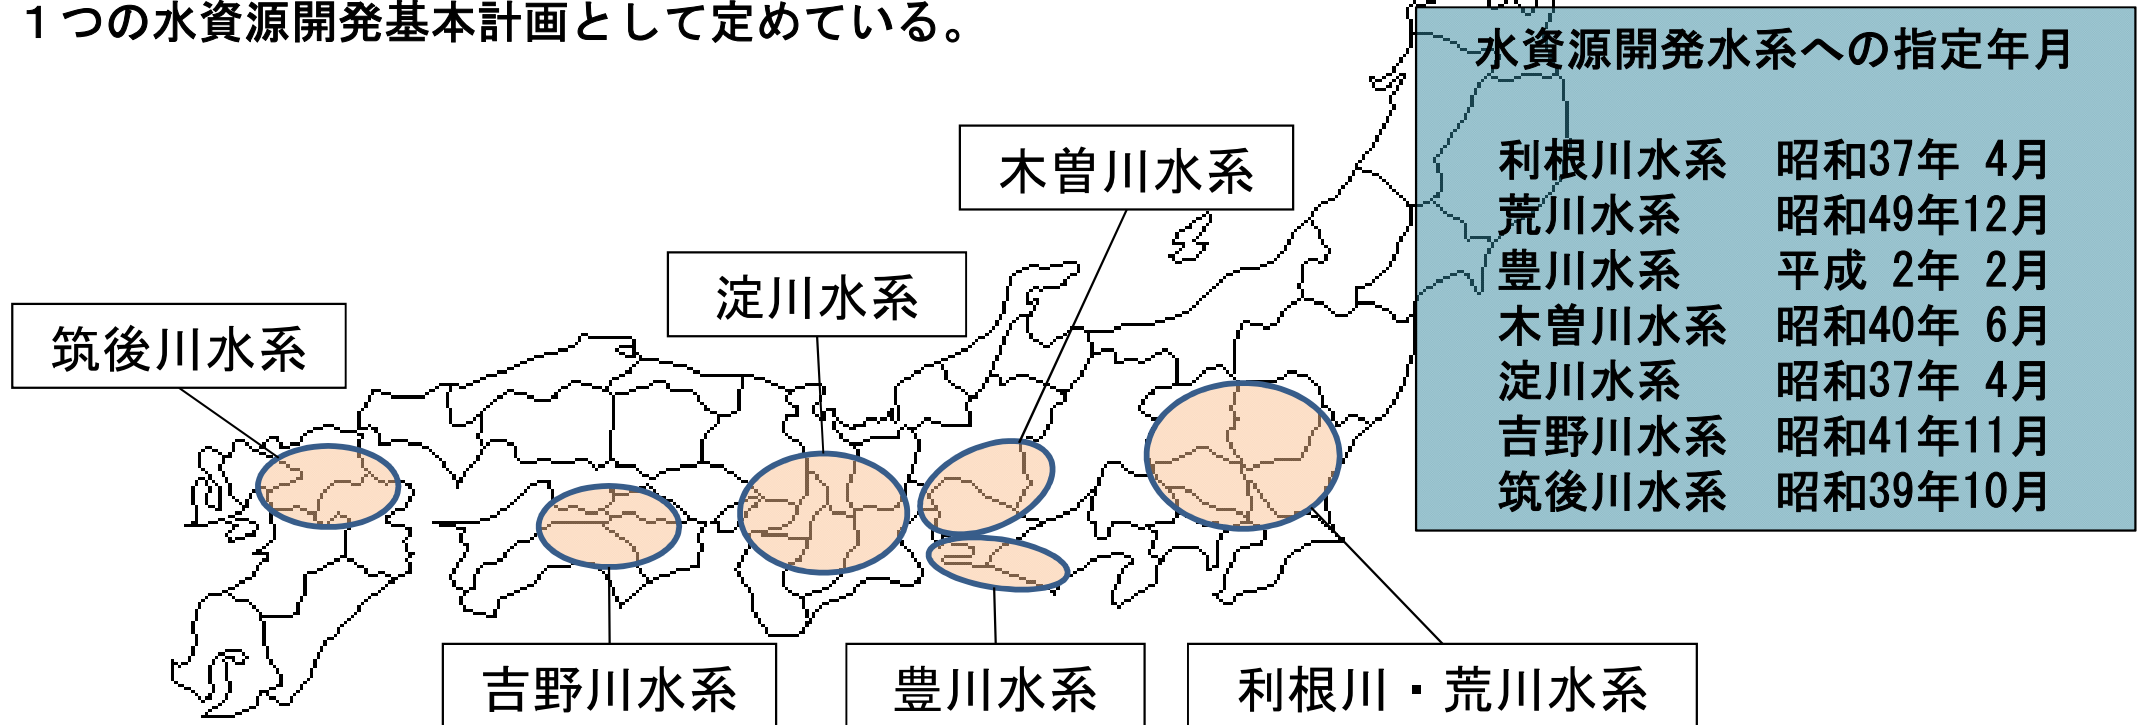 １つの水資源開発基本計画として定めている。
水資源開発水系への指定年月
利根川水系　昭和37年 4月
荒川水系　　昭和49年12月
豊川水系　　平成 2年 2月
木曽川水系　昭和40年 6月
淀川水系　　昭和37年 4月
吉野川水系　昭和41年11月
筑後川水系　昭和39年10月
木曽川水系
淀川水系
筑後川水系
吉野川水系
豊川水系
利根川・荒川水系